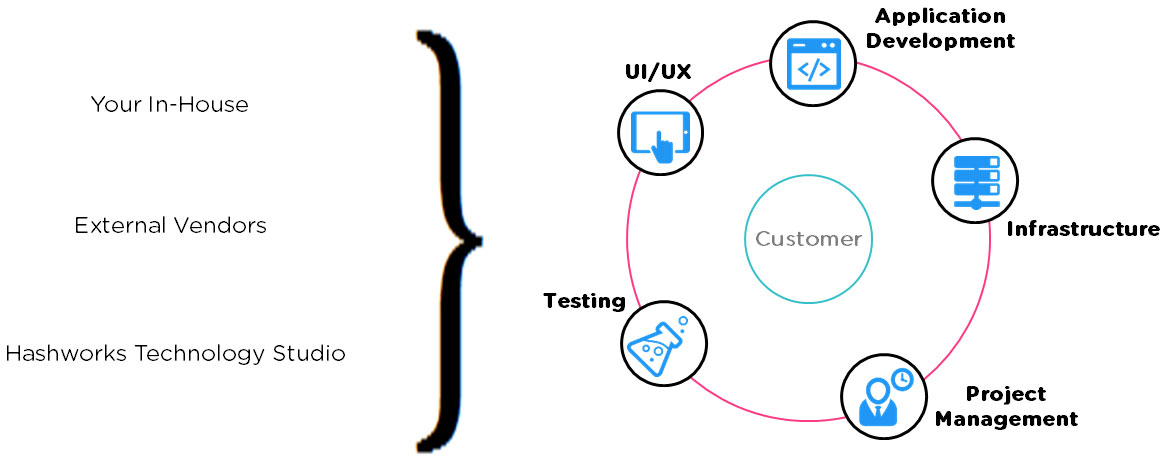 Your In-House
External Vendors
Hashworks Technology Studio
Application
Development
UI/UX
Infrastructure
Customer
Testing
Project
Management